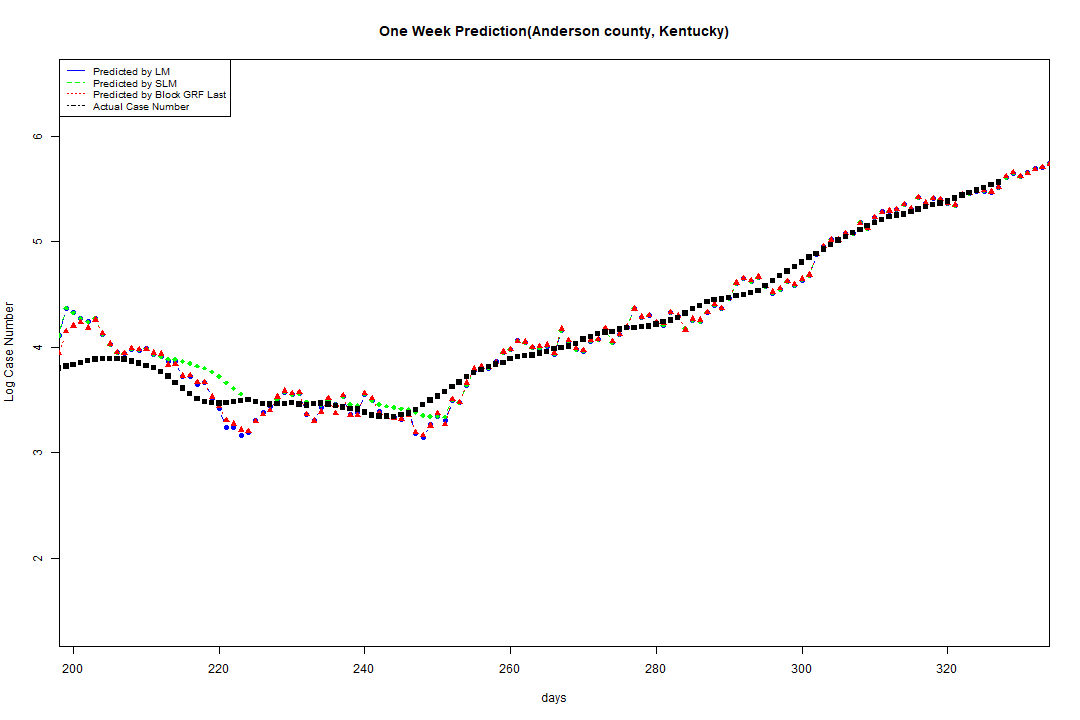 One Week Prediction(Anderson county, Kentucky)
Predicted by LM
Predicted by SLM
Predicted by Block GRF Last
Actual Case Number
6
5
4
3
2
Log Case Number
200 220 240 260 280 300 320
days